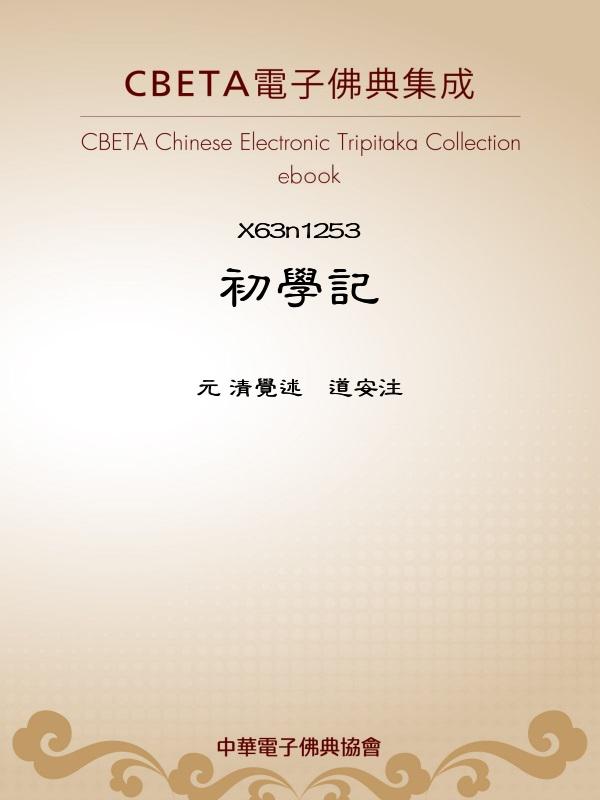 CBETA電子佛典集成
CBETA Chinese Electronic Tripitaka Collection
ebook
X63n1253
初學記
元 清覺述　道安注
中華電子佛典協會